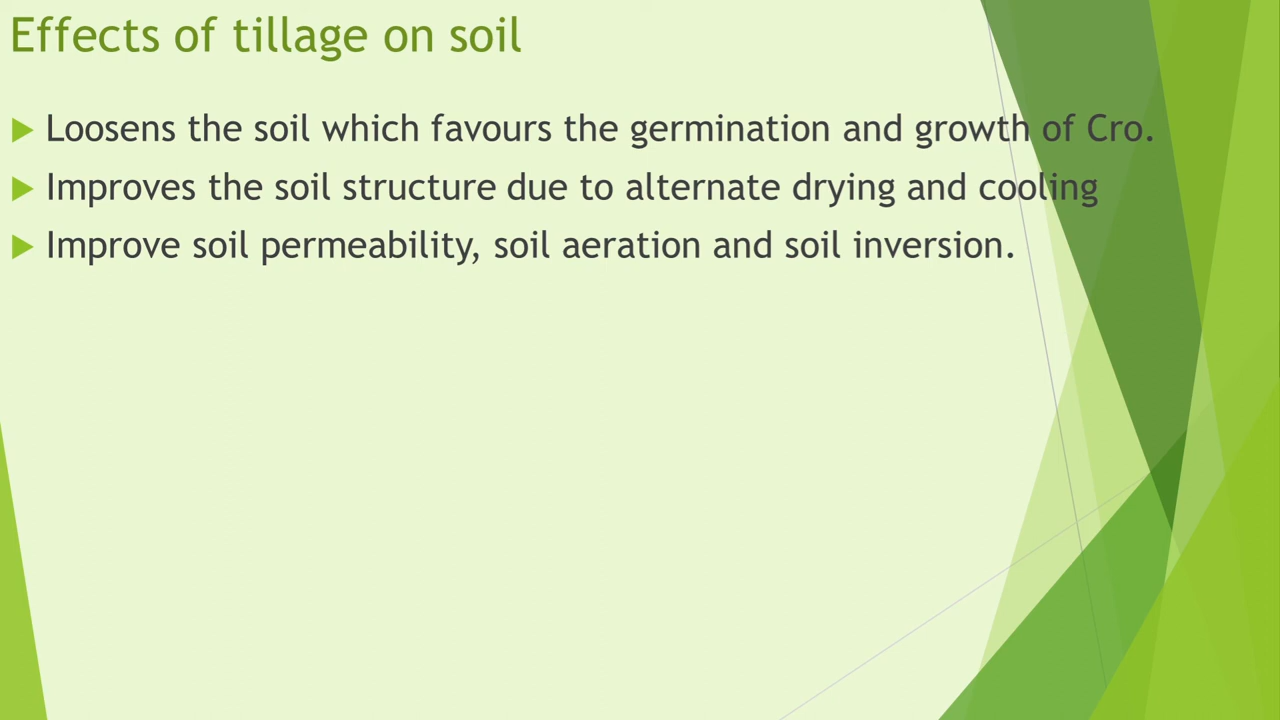 Effects of tillage on soil
Loosens the soil which favours the germination and growth of Cro.
Improves the soil structure due to alternate drying and cooling
Improve soil permeability, soil aeration and soil inversion.